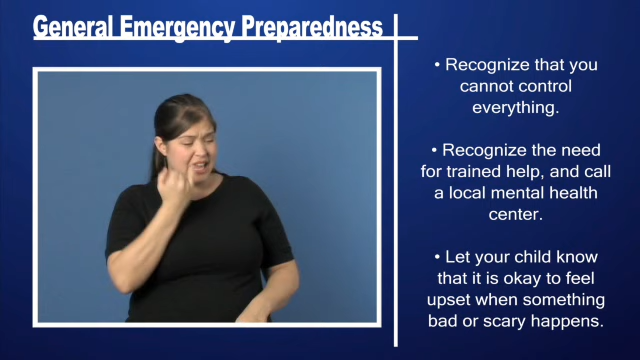 General Emergency Preparedness
• Recognize that you
cannot control
everything.
• Recognize the need
for trained help, and call
a local mental health
center.
• Let your child know
that it is okay to feel
upset when something
bad or scary happens.